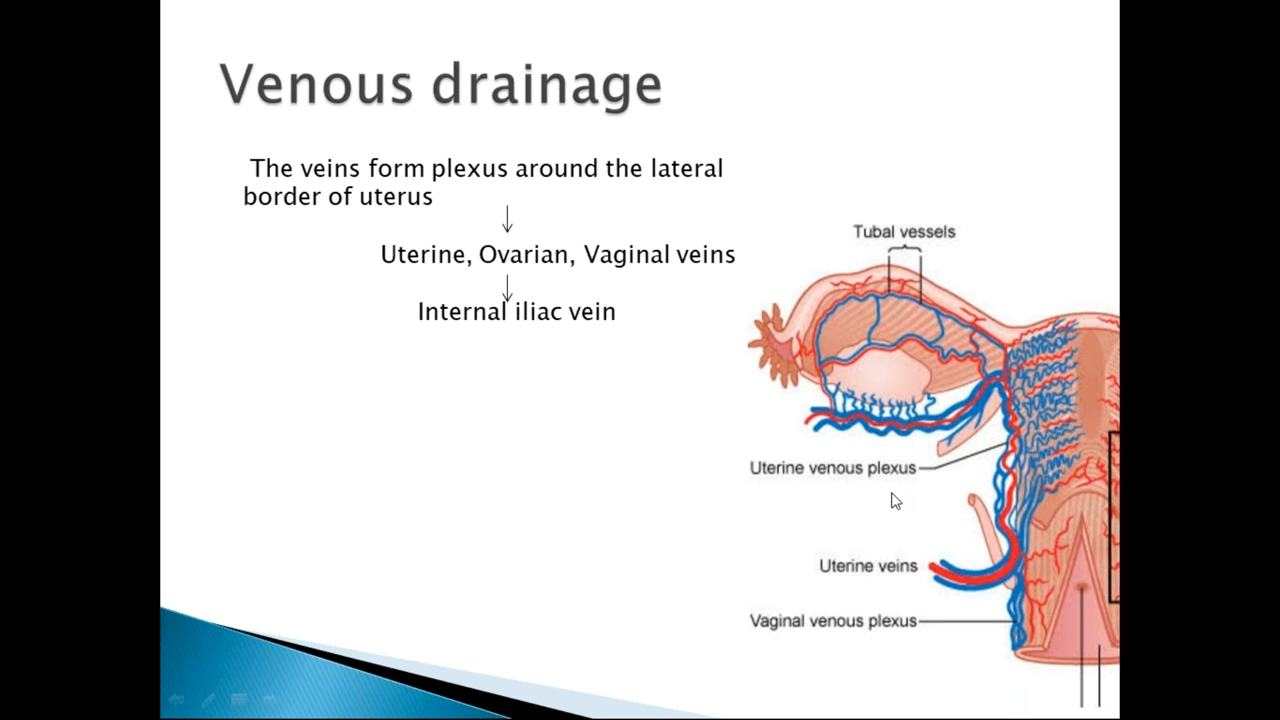 Venous drainage
The veins form plexus around the lateral
border of uterus
Uterine, Ovarian, Vaginal veins
Internal iliac vein
Tubal vessels
Uterine venous plexus
Uterine veins
Vaginal venous plexus